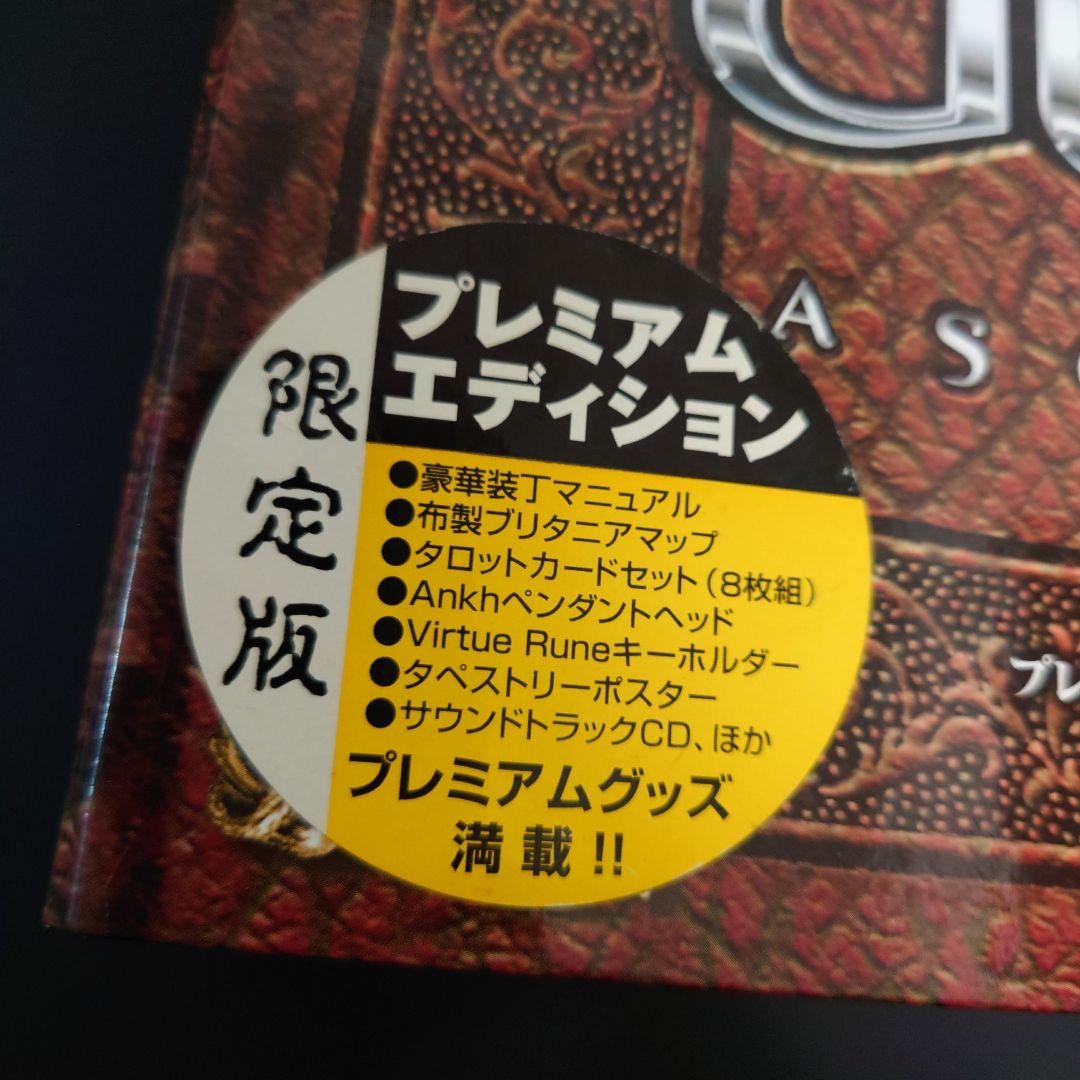 A S
限定版
プレミアム
エディション
●豪華装丁マニュアル
●布製ブリタニアマップ
●タロットカードセット（8枚組）
●Ankhペンダントヘッド
●Virtue Runeキーホルダー
●タペストリーポスター
●サウンドトラックCD、ほか
プレミアムグッズ
満載!!
プレ